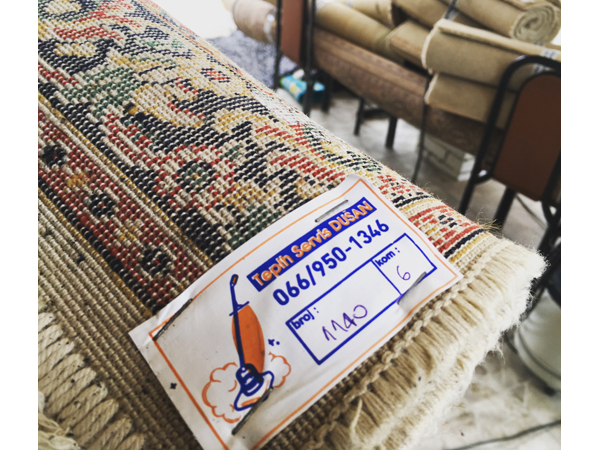 Tepih Servis DUSAN
066/950-1346
broj: 1140
kom: 6